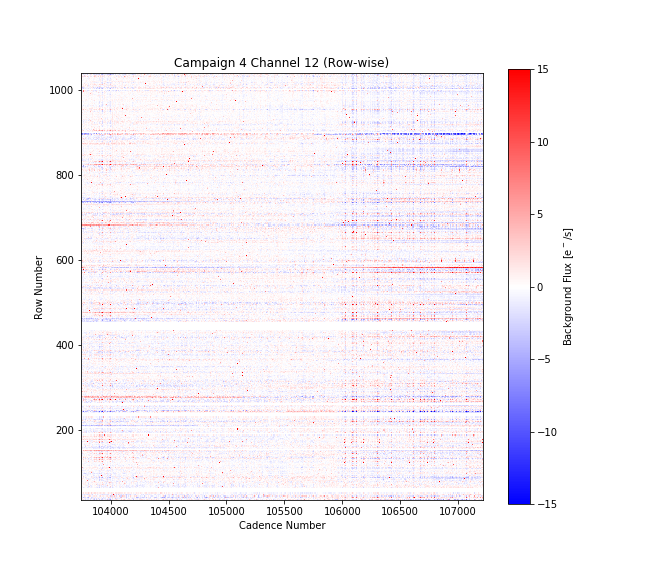 Campaign 4 Channel 12 (Row-wise)
1000
800
600
400
200
Row Number
104000 104500 105000 105500 106000 106500 107000
Cadence Number
15
10
5
0
−5
−10
−15
Background Flux [e⁻/s]